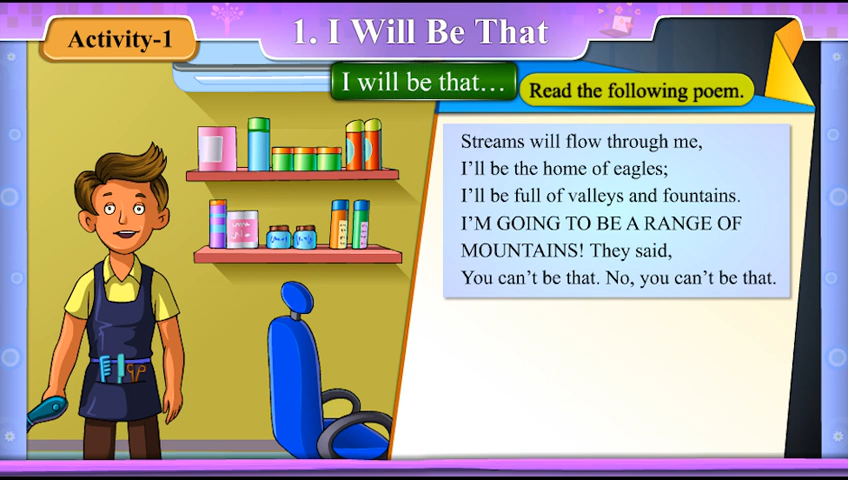 Activity-1
1. I Will Be That
I will be that…
Read the following poem.
Streams will flow through me,
I'll be the home of eagles;
I'll be full of valleys and fountains.
I'M GOING TO BE A RANGE OF
MOUNTAINS! They said,
You can't be that. No, you can't be that.